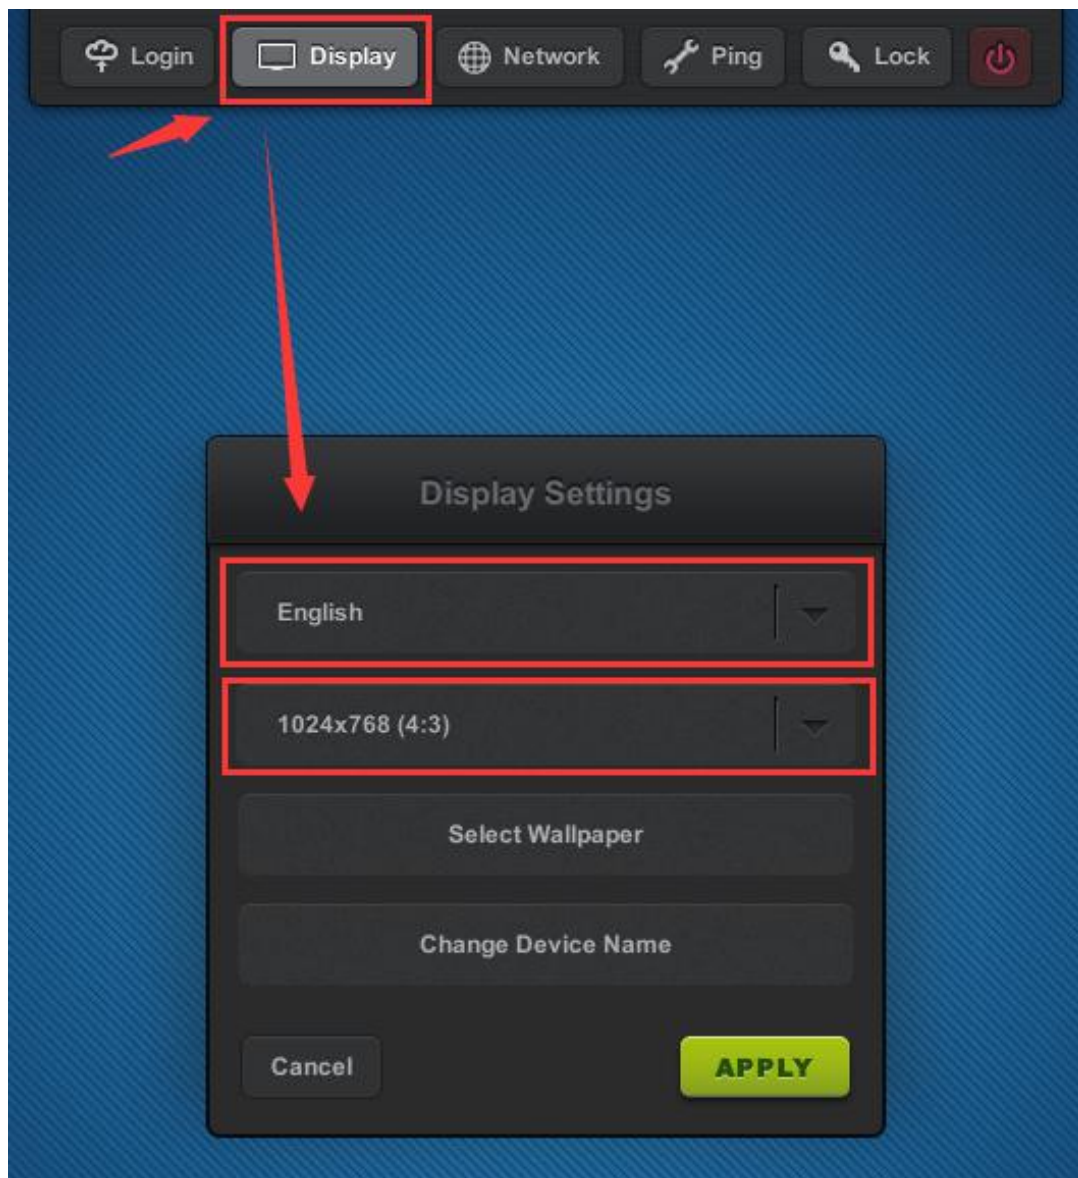 Login Display Network Ping Lock
Display Settings
English
1024x768 (4:3)
Select Wallpaper
Change Device Name
Cancel APPLY